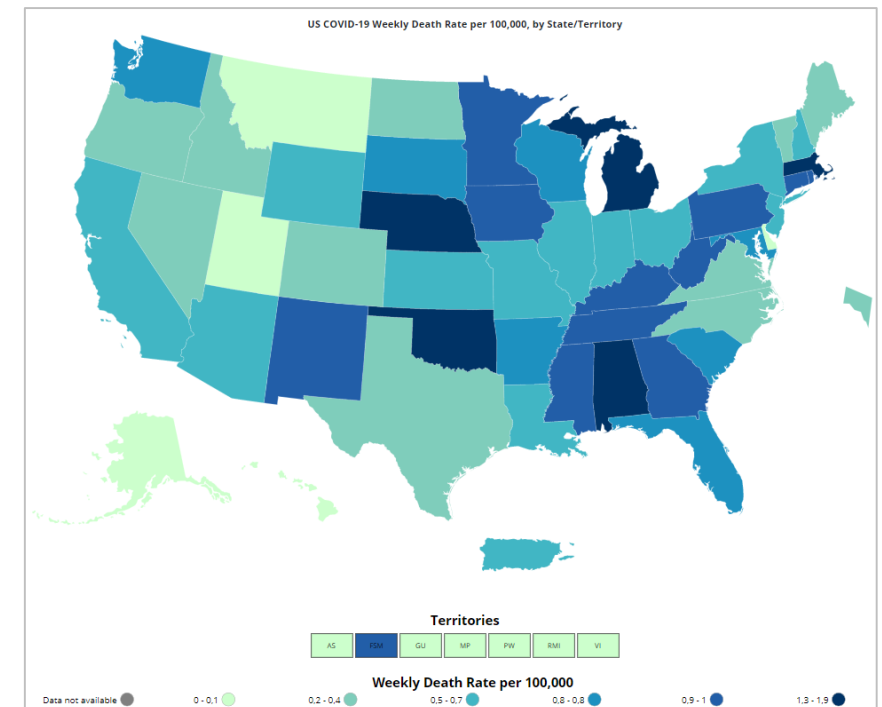 US COVID-19 Weekly Death Rate per 100,000, by State/Territory
Territories
AS FSM GU MP PW RMI VI
Weekly Death Rate per 100,000
Data not available 0 - 0.1 0.2 - 0.4 0.5 - 0.7 0.8 - 0.8 0.9 - 1 1.3 - 1.9